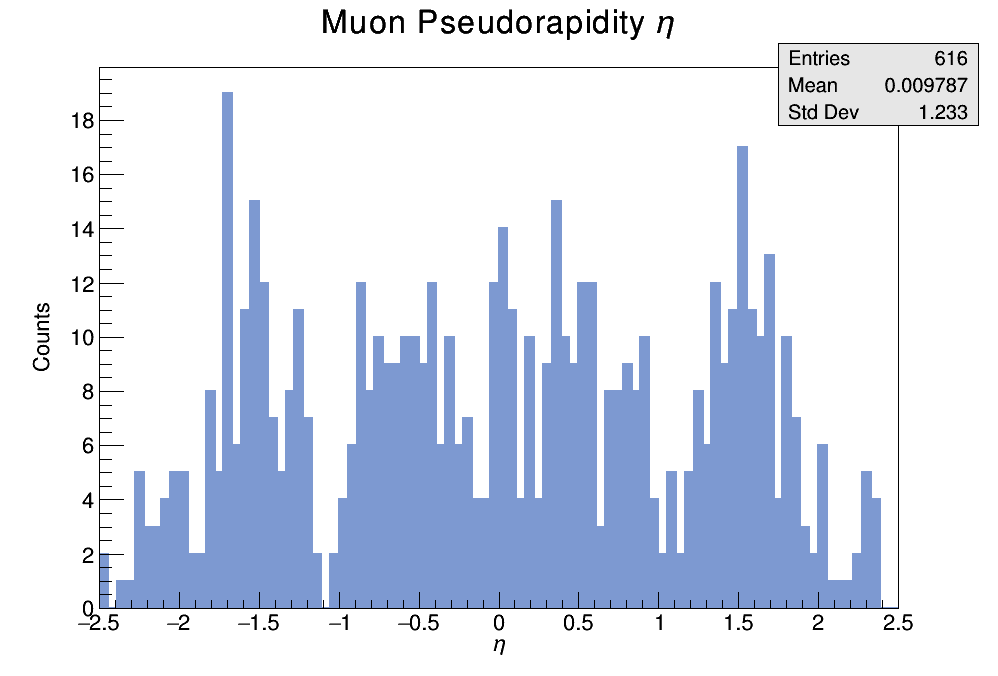 Muon Pseudorapidity η
Entries 616
Mean 0.009787
Std Dev 1.233
Counts
18
16
14
12
10
8
6
4
2
0
−2.5 −2 −1.5 −1 −0.5 0 0.5 1 1.5 2 2.5
η